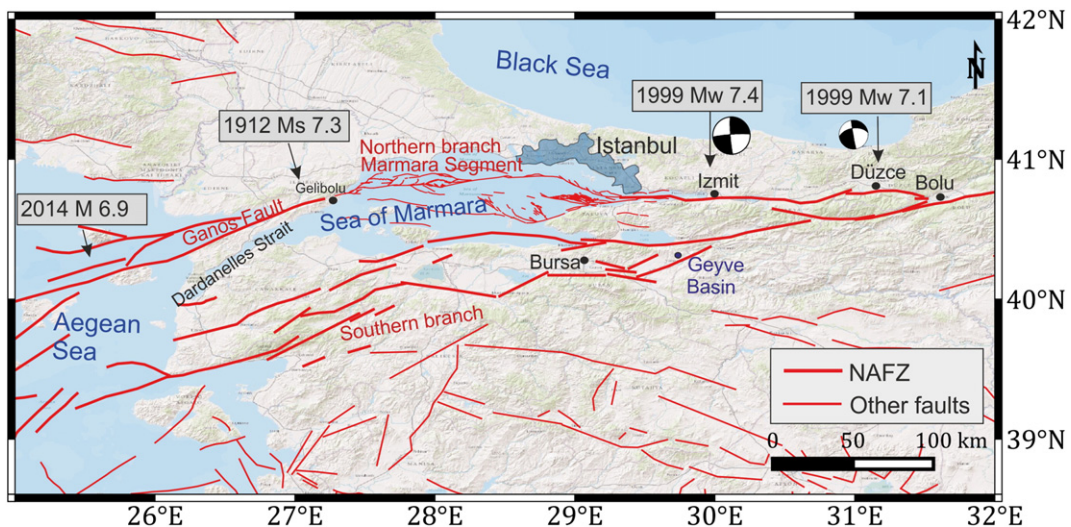 42°N
Black Sea
N
1999 Mw 7.4
1999 Mw 7.1
1912 Ms 7.3
Northern branch
Marmara Segment
Istanbul
41°N
Gelibolu
Izmit
Düzce
Bolu
2014 M 6.9
Ganos Fault
Sea of Marmara
Dardanelles Strait
Bursa
Geyve
Basin
40°N
Aegean
Sea
Southern branch
NAFZ
Other faults
0 50 100 km
39°N
26°E 27°E 28°E 29°E 30°E 31°E 32°E